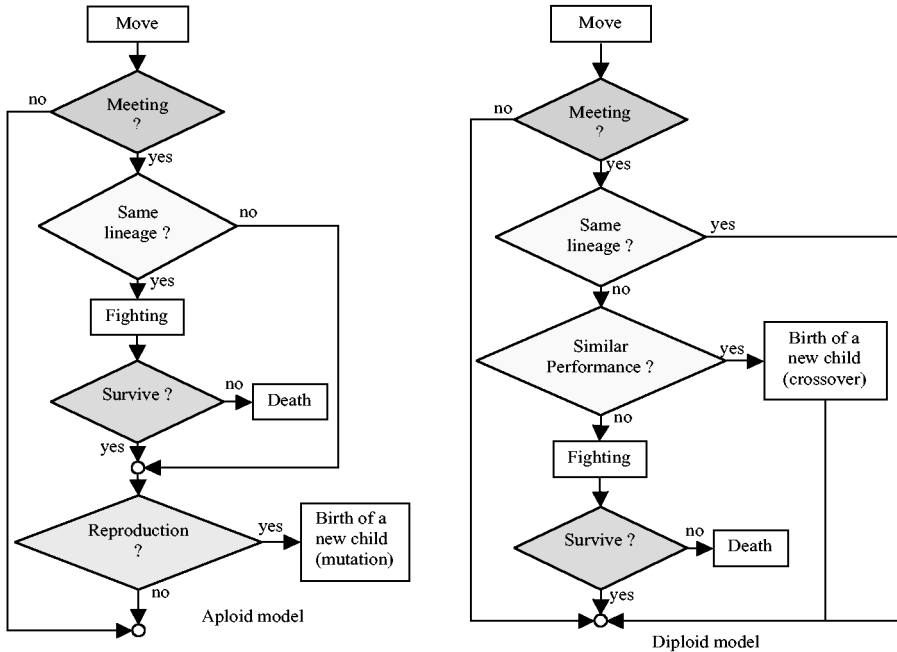 Move
Meeting
?
no
yes
Same
lineage ?
no
yes
Fighting
Survive ?
no
Death
yes
Reproduction
?
yes
Birth of a
new child
(mutation)
no
Aploid model
Move
Meeting
?
no
yes
Same
lineage ?
yes
no
Similar
Performance ?
yes
Birth of a
new child
(crossover)
no
Fighting
Survive ?
no
Death
yes
Diploid model